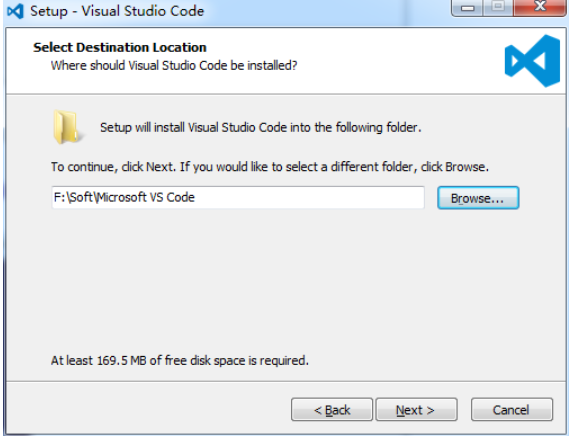 Setup - Visual Studio Code
Select Destination Location
Where should Visual Studio Code be installed?
Setup will install Visual Studio Code into the following folder.
To continue, click Next. If you would like to select a different folder, click Browse.
F:\Soft\Microsoft VS Code
Browse...
At least 169.5 MB of free disk space is required.
< Back
Next >
Cancel